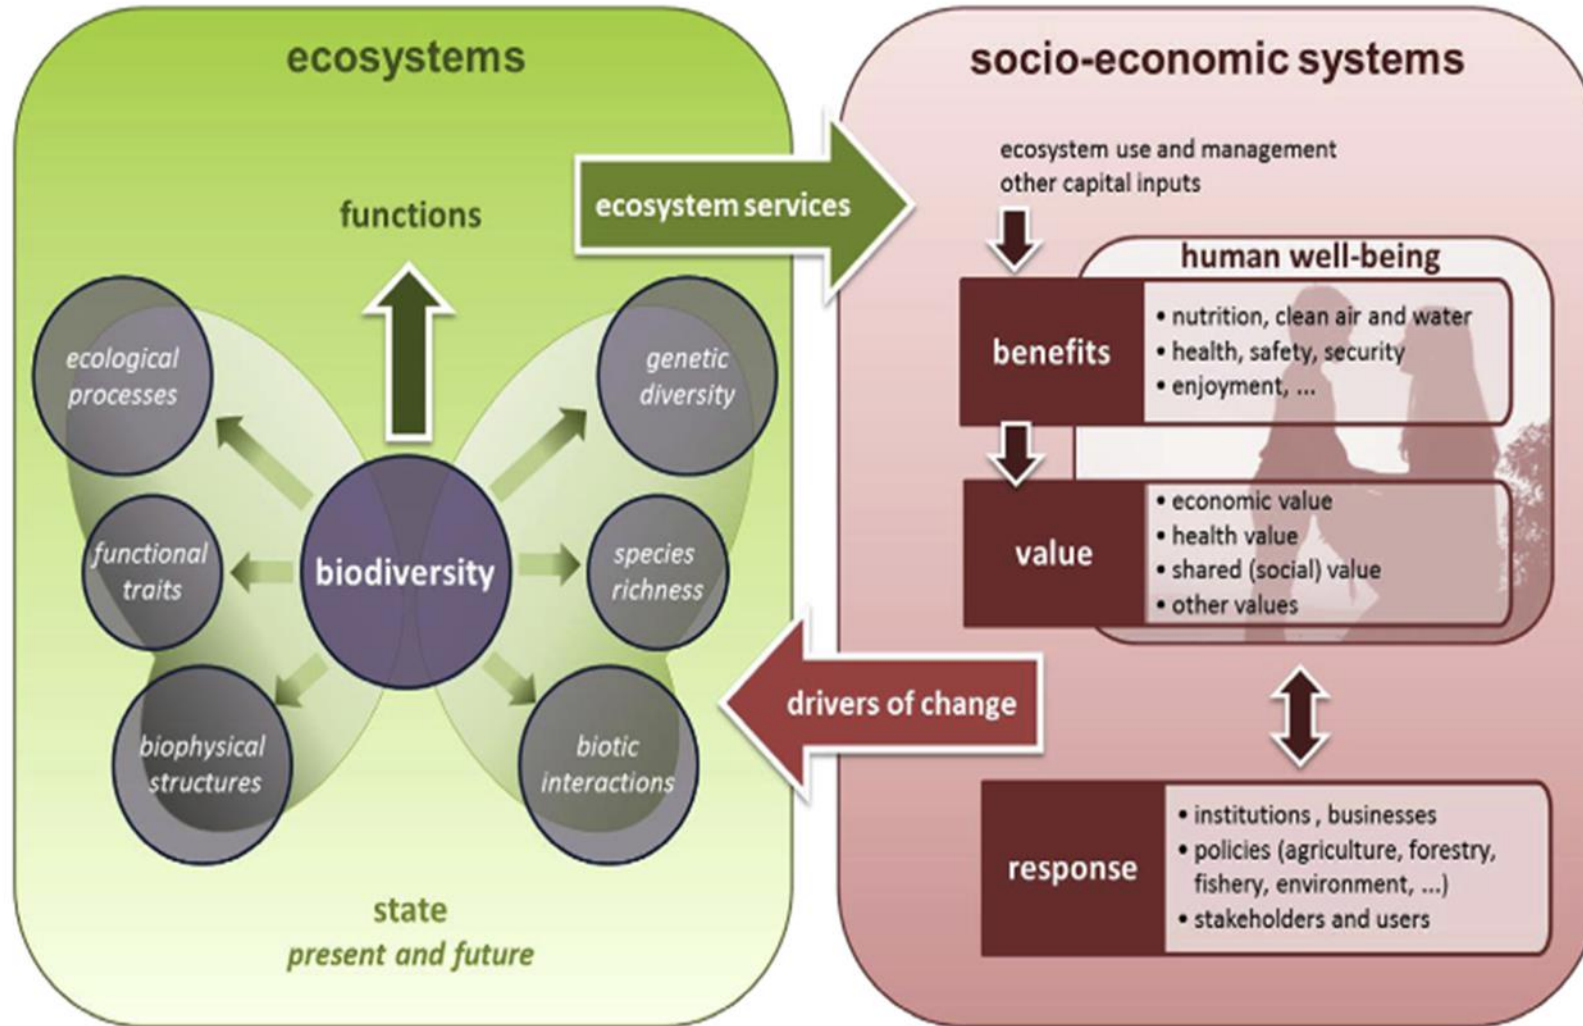 ecosystems
functions
ecological
processes
genetic
diversity
functional
traits
biodiversity
species
richness
biophysical
structures
biotic
interactions
state
present and future
ecosystem services
drivers of change
socio-economic systems
ecosystem use and management
other capital inputs
human well-being
benefits
• nutrition, clean air and water
• health, safety, security
• enjoyment, ...
value
• economic value
• health value
• shared (social) value
• other values
response
• institutions , businesses
• policies (agriculture, forestry,
fishery, environment, ...)
• stakeholders and users